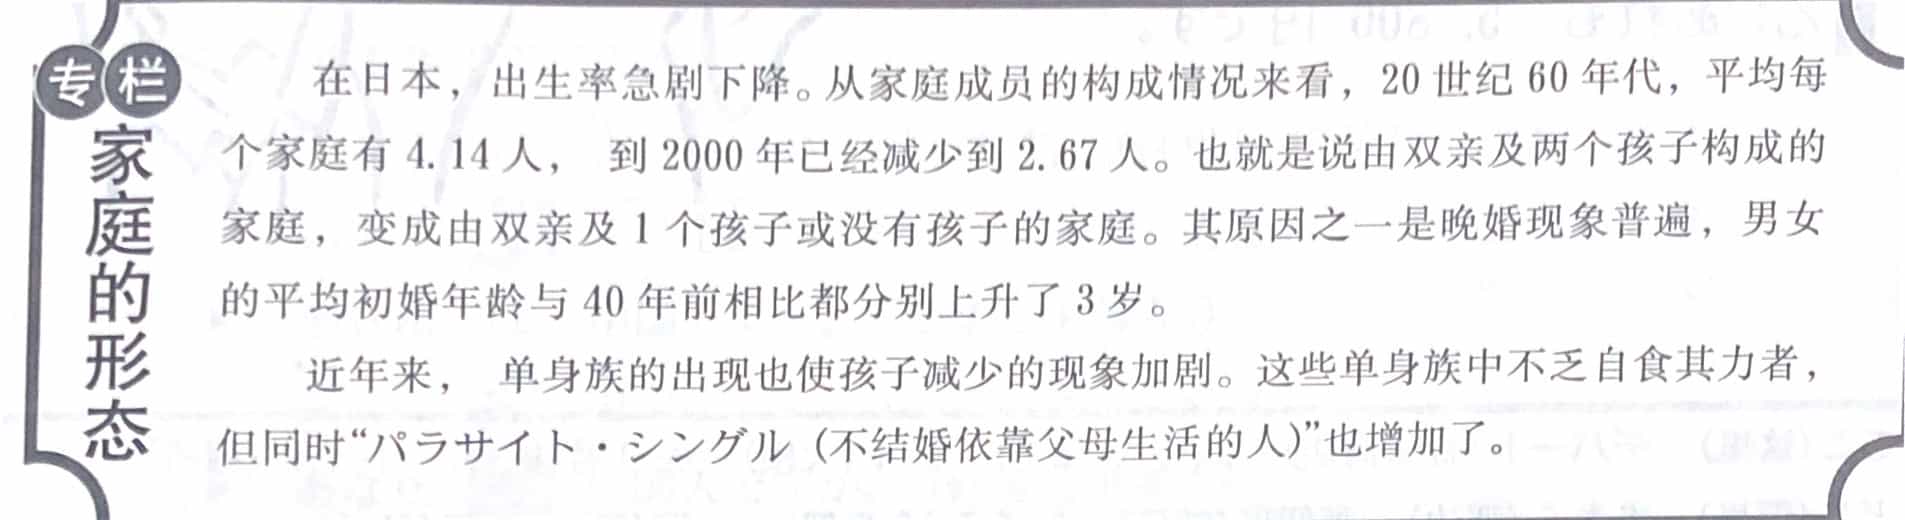 专栏
家庭的形态
在日本，出生率急剧下降。从家庭成员的构成情况来看，20 世纪 60 年代，平均每
个家庭有 4.14 人， 到 2000 年已经减少到 2.67 人。也就是说由双亲及两个孩子构成的
家庭，变成由双亲及 1 个孩子或没有孩子的家庭。其原因之一是晚婚现象普遍，男女
的平均初婚年龄与 40 年前相比都分别上升了 3 岁。
近年来， 单身族的出现也使孩子减少的现象加剧。这些单身族中不乏自食其力者，
但同时“パラサイト・シングル（不结婚依靠父母生活的人）”也增加了。